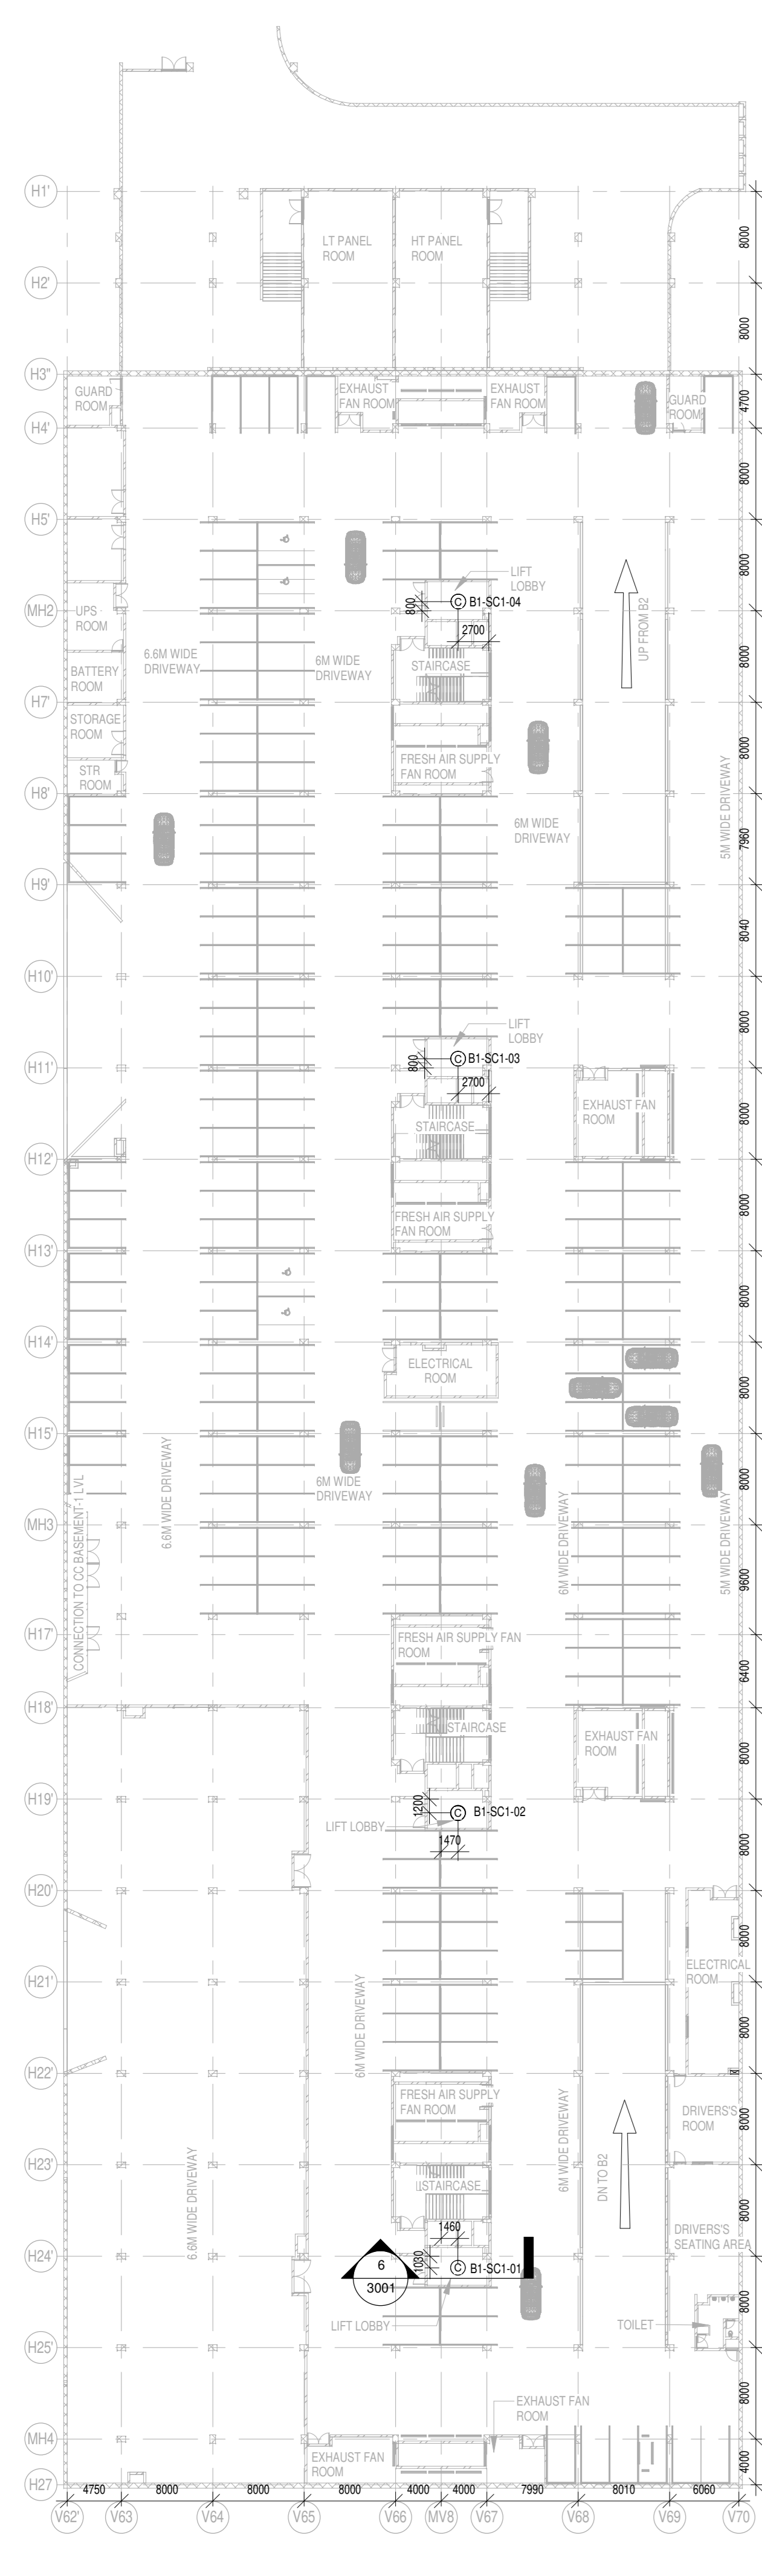 H1'
8000
LT PANEL
ROOM
HT PANEL
ROOM
H2'
8000
H3"
GUARD
ROOM
EXHAUST
FAN ROOM
EXHAUST
FAN ROOM
GUARD
ROOM
4700
H4'
8000
H5'
8000
LIFT
LOBBY
MH2
UPS
ROOM
800
C
B1-SC1-04
2700
UP FROM B2
6.6M WIDE
DRIVEWAY
6M WIDE
DRIVEWAY
STAIRCASE
BATTERY
ROOM
8000
H7'
STORAGE
ROOM
8000
FRESH AIR SUPPLY
FAN ROOM
STR
ROOM
H8'
5M WIDE DRIVEWAY
6M WIDE
DRIVEWAY
7960
H9'
8040
H10'
8000
LIFT
LOBBY
800
C
B1-SC1-03
H11'
2700
EXHAUST FAN
ROOM
STAIRCASE
8000
H12'
8000
FRESH AIR SUPPLY
FAN ROOM
H13'
8000
H14'
ELECTRICAL
ROOM
8000
H15'
6M WIDE
DRIVEWAY
8000
CONNECTION TO CC BASEMENT-1 LVL
6.6M WIDE DRIVEWAY
6M WIDE DRIVEWAY
5M WIDE DRIVEWAY
MH3
9600
H17'
FRESH AIR SUPPLY FAN
ROOM
6400
H18'
STAIRCASE
EXHAUST FAN
ROOM
8000
H19'
1200
C
B1-SC1-02
LIFT LOBBY
1470
8000
H20'
8000
ELECTRICAL
ROOM
H21'
6M WIDE DRIVEWAY
8000
H22'
FRESH AIR SUPPLY
FAN ROOM
6M WIDE DRIVEWAY
DRIVERS'S
ROOM
8000
H23'
6.6M WIDE DRIVEWAY
STAIRCASE
DN TO B2
8000
1460
DRIVERS'S
SEATING AREA
H24'
6
3001
1030
C
B1-SC1-01
8000
LIFT LOBBY
TOILET
H25'
8000
EXHAUST FAN
ROOM
MH4
EXHAUST FAN
ROOM
4000
H27
4750
8000
8000
8000
4000
4000
7990
8010
6060
V62'
V63
V64
V65
V66
MV8
V67
V68
V69
V70